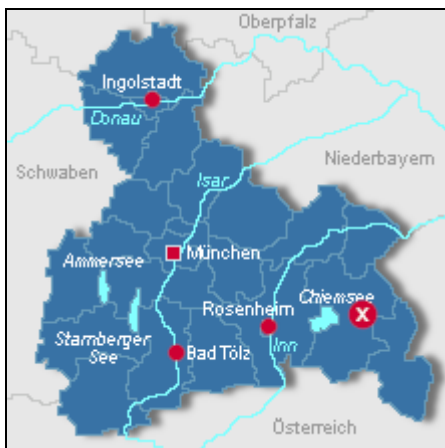 Oberpfalz
Ingolstadt
Donau
Schwaben
Niederbayern
Isar
München
Ammersee
Rosenheim
Chiemsee
X
Starnberger
See
Inn
Bad Tölz
Österreich